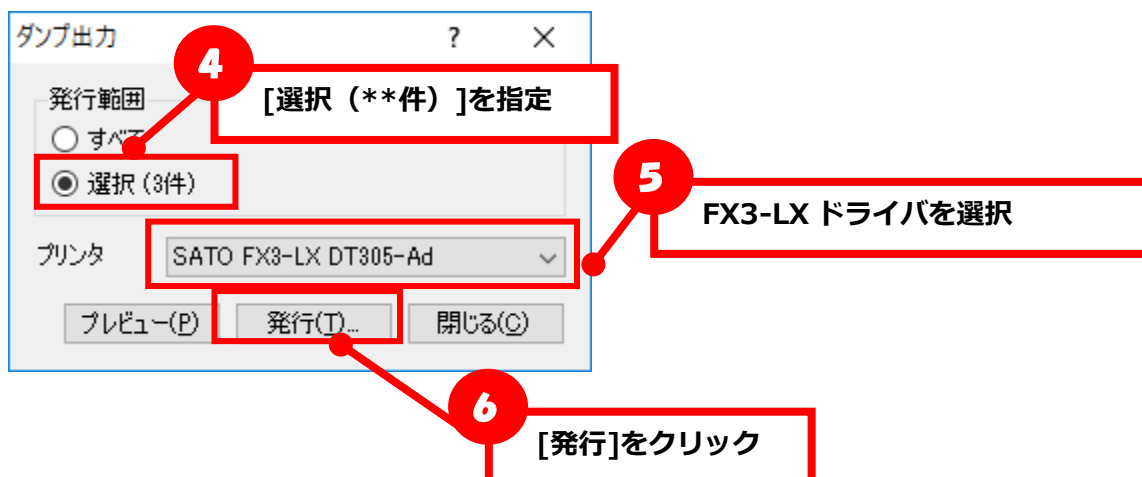 ダンプ出力 ? ×
4
[選択（**件）]を指定
発行範囲
すべて
選択 (3件)
5
FX3-LX ドライバを選択
プリンタ SATO FX3-LX DT305-Ad
プレビュー(P) 発行(T)... 閉じる(C)
6
[発行]をクリック